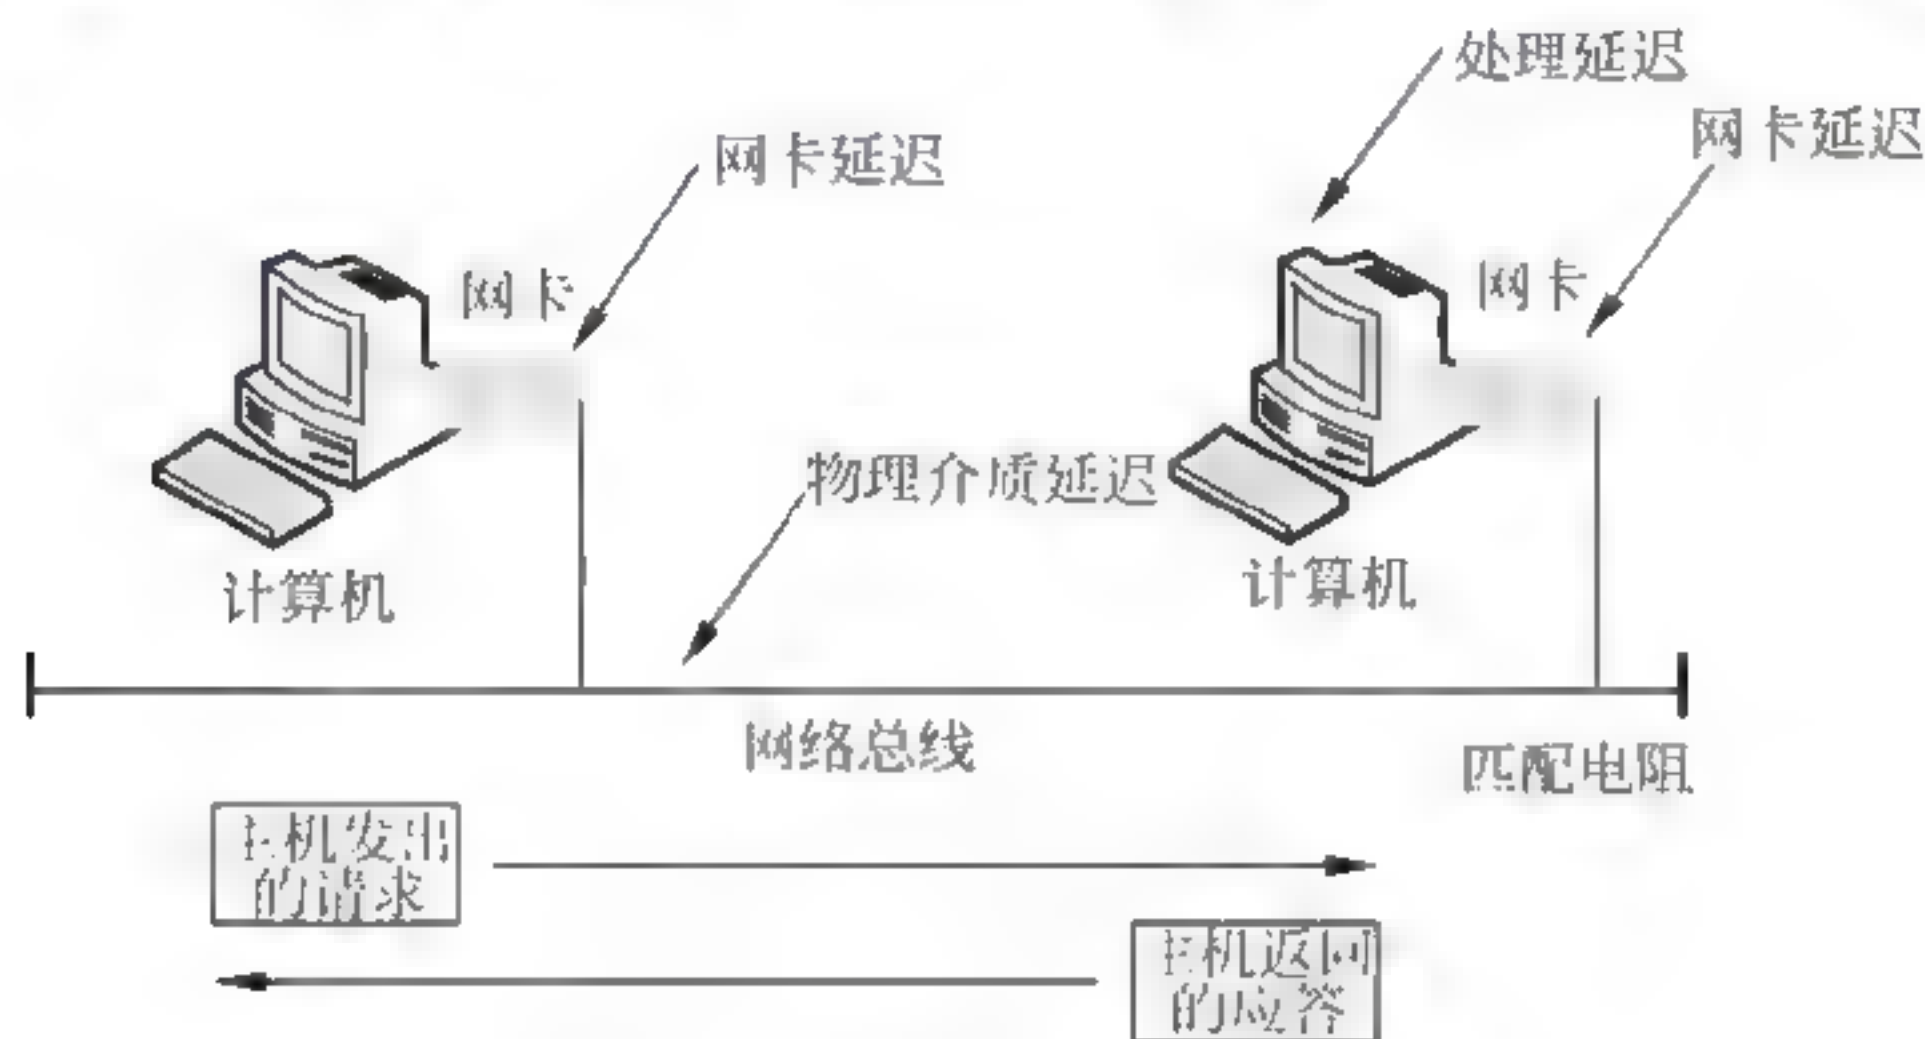 处理延迟
网卡延迟
网卡延迟
网卡
网卡
物理介质延迟
计算机
计算机
网络总线
匹配电阻
主机发出
的请求
主机返回
的应答